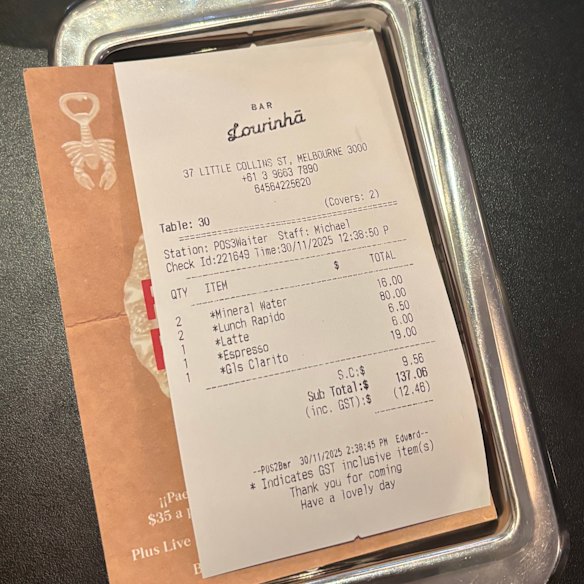 BAR
Lourinhã
37 LITTLE COLLINS ST, MELBOURNE 3000
+61 3 9663 7890
64564225620
Table: 30 (Covers: 2)
Station: POS3Waiter Staff: Michael
Check Id:221649 Time:30/11/2025 12:38:50 P
QTY ITEM $ TOTAL
2 *Mineral Water 16.00
2 *Lunch Rapido 80.00
1 *Latte 6.50
1 *Espresso 6.00
1 *Gls Clarito 19.00
S.C:$ 9.56
Sub Total:$ 137.06
(inc. GST):$ (12.46)
--POS2Bar 30/11/2025 2:38:45 PM Edward--
* Indicates GST inclusive item(s)
Thank you for coming
Have a lovely day
¡¡Pae
$35 a
Plus Live